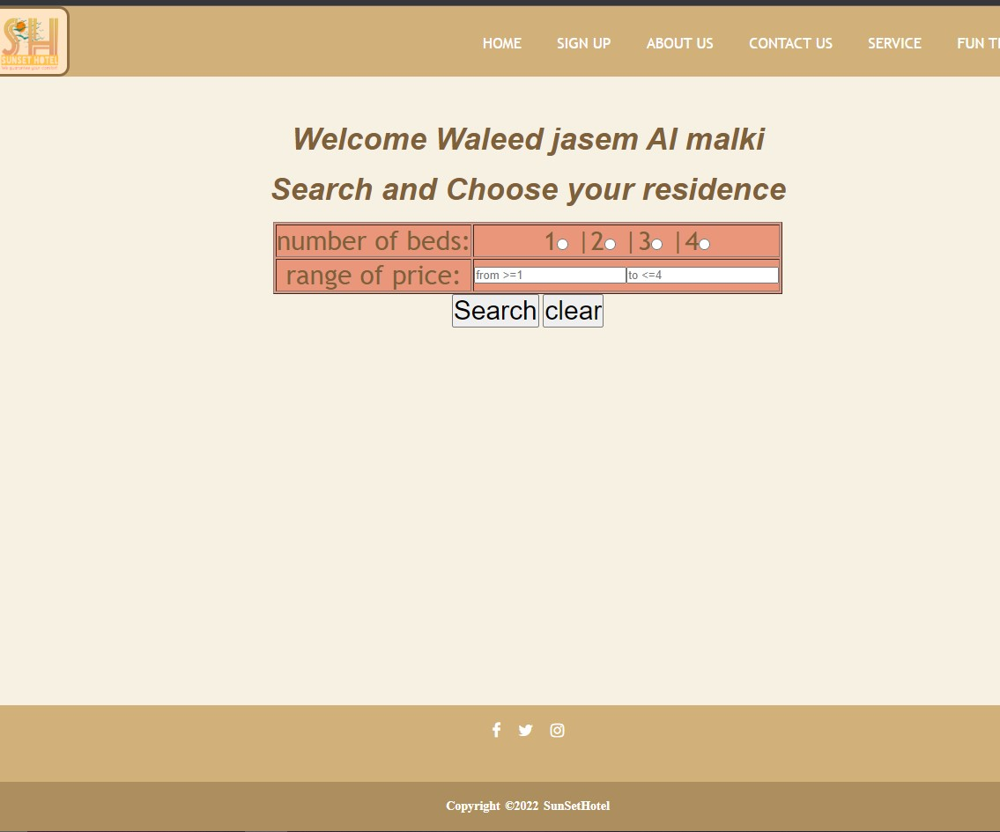 SH
SUNSET HOTEL
HOME SIGN UP ABOUT US CONTACT US SERVICE FUN
Welcome Waleed jasem Al malki
Search and Choose your residence
number of beds: 1 |2 |3 |4
range of price: from >=1 to <=4
Search clear
Copyright ©2022 SunSetHotel